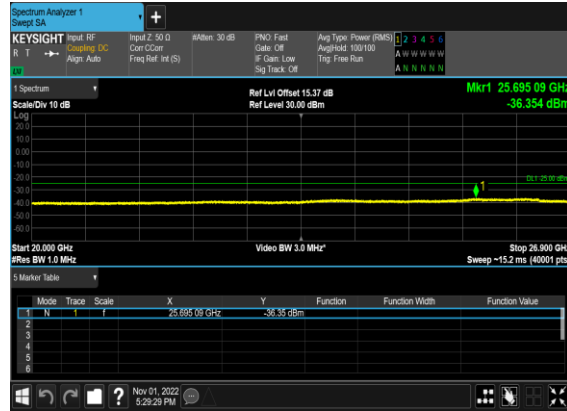 Spectrum Analyzer 1
Swept SA
+
KEYSIGHT Input: RF Input Z: 50 Ω #Atten: 30 dB PNO: Fast Avg Type: Power (RMS) 1 2 3 4 5 6
R T Coupling: DC Corr CCorr Gate: Off Avg|Hold: 100/100 A W W W W W
Align: Auto Freq Ref: Int (S) IF Gain: Low Trig: Free Run
Sig Track: Off A N N N N N
1 Spectrum Ref Lvl Offset 15.37 dB Mkr1 25.695 09 GHz
Scale/Div 10 dB Ref Level 30.00 dBm -36.354 dBm
Log
20.0
10.0
0.00
-10.0
-20.0
DL1 -25.00 dBm
-30.0
1
-40.0
-50.0
-60.0
Start 20.000 GHz Video BW 3.0 MHz* Stop 26.900 GHz
#Res BW 1.0 MHz Sweep ~15.2 ms (40001 pts)
5 Marker Table
Mode Trace Scale X Y Function Function Width Function Value
1 N 1 f 25.695 09 GHz -36.35 dBm
2
3
4
5
6
? Nov 01, 2022
5:29:29 PM